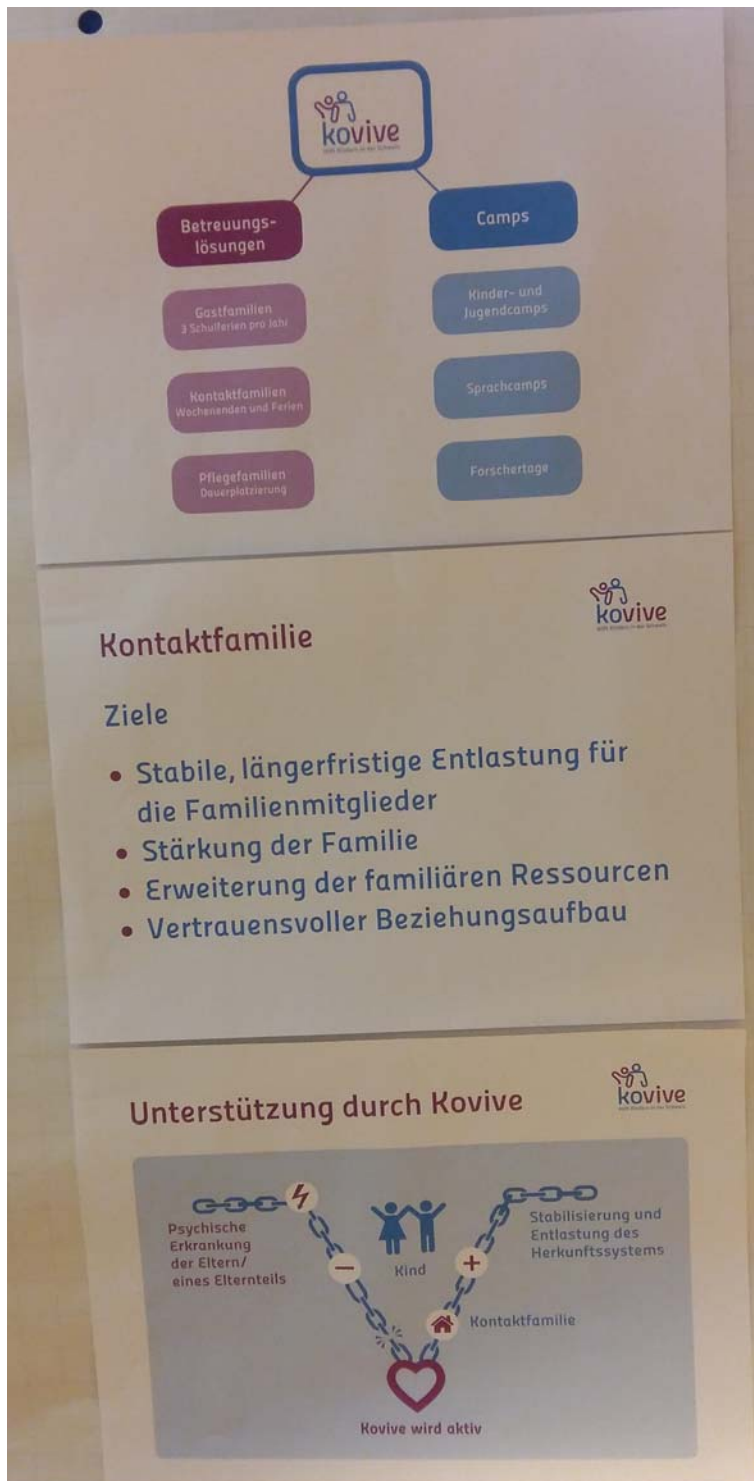 kovive
Betreuungs-
lösungen
Camps
Gastfamilien
3 Schulferien pro Jahr
Kinder- und
Jugendcamps
Kontaktfamilien
Wochenenden und Ferien
Sprachcamps
Pflegefamilien
Dauerplatzierung
Forschertage
Kontaktfamilie
kovive
Ziele
• Stabile, längerfristige Entlastung für
die Familienmitglieder
• Stärkung der Familie
• Erweiterung der familiären Ressourcen
• Vertrauensvoller Beziehungsaufbau
Unterstützung durch Kovive
kovive
Psychische
Erkrankung
der Eltern/
eines Elternteils
Kind
Stabilisierung und
Entlastung des
Herkunftssystems
Kontaktfamilie
Kovive wird aktiv